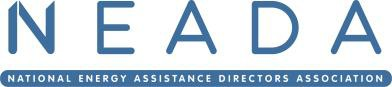 NEADA
NATIONAL ENERGY ASSISTANCE DIRECTORS ASSOCIATION